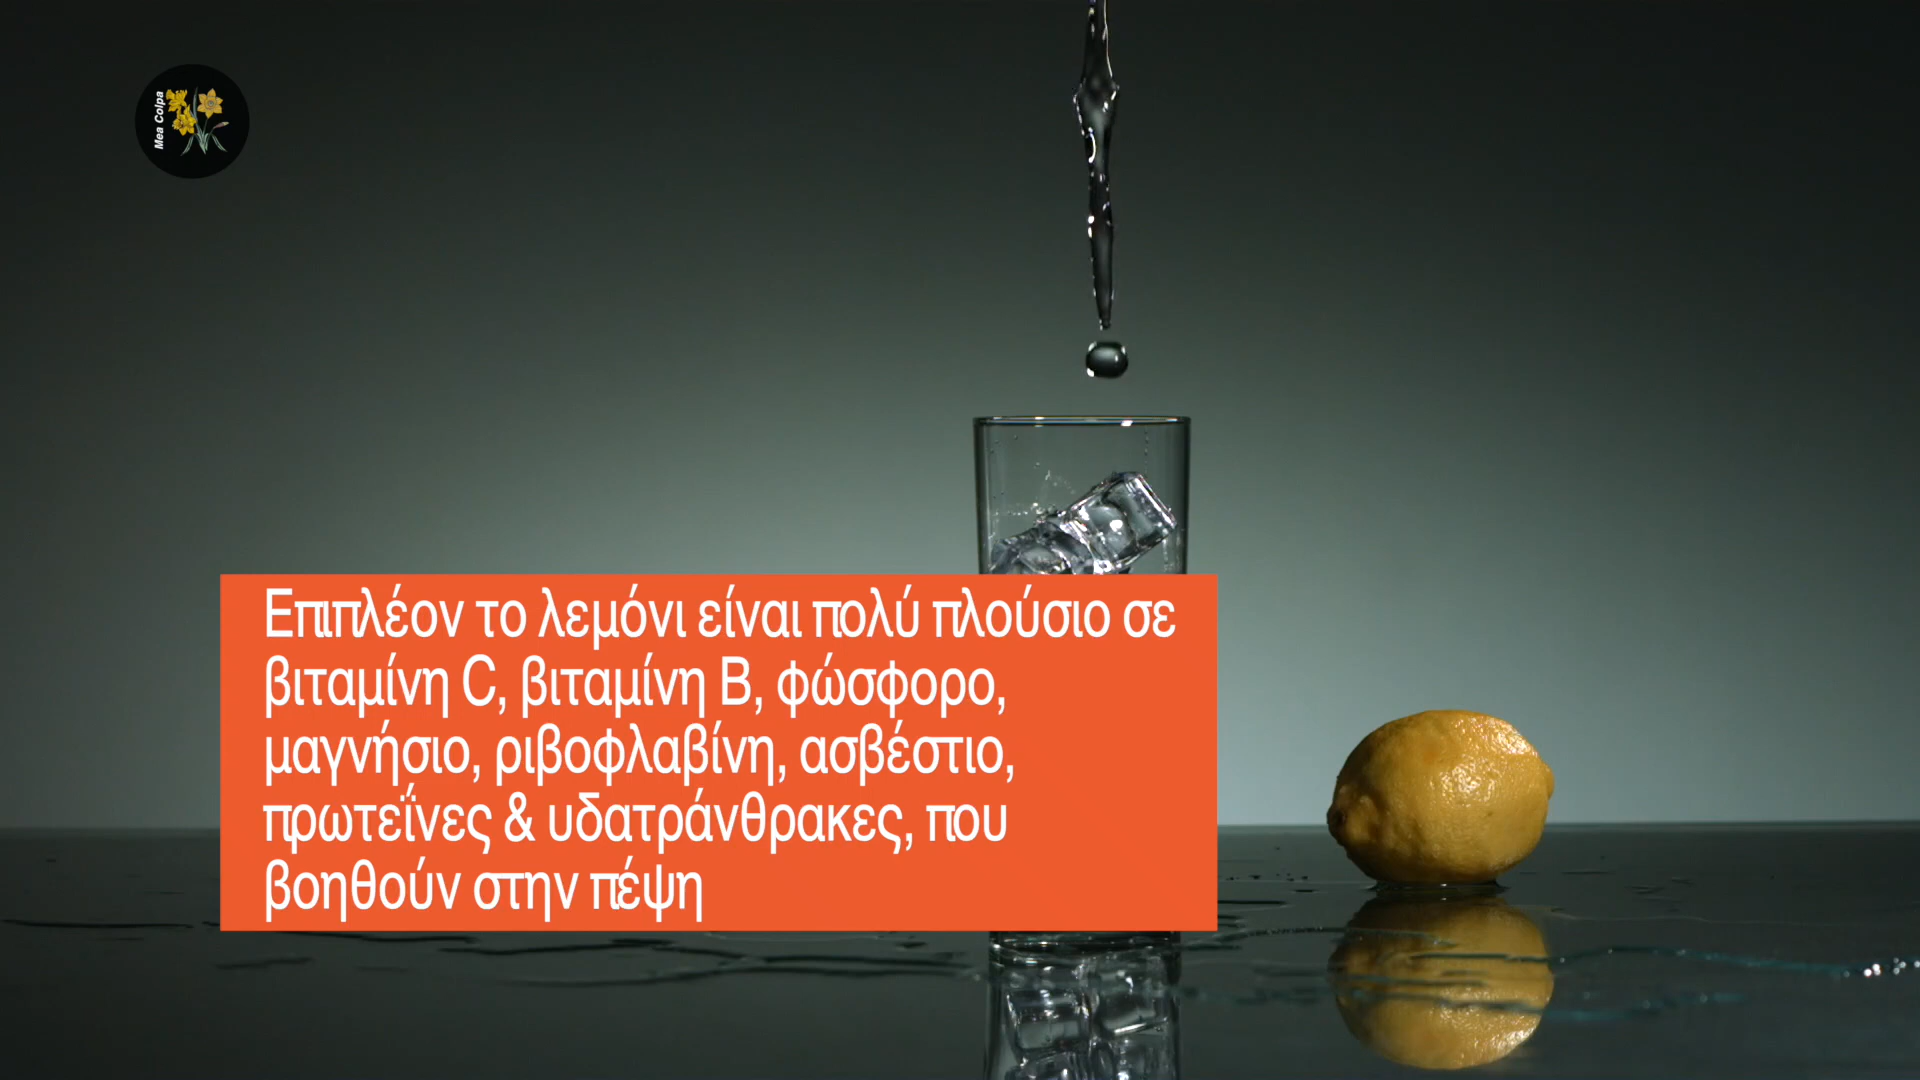 Mea Colpa
Επιπλέον το λεμόνι είναι πολύ πλούσιο σε
βιταμίνη C, βιταμίνη Β, φώσφορο,
μαγνήσιο, ριβοφλαβίνη, ασβέστιο,
πρωτεΐνες & υδατράνθρακες, που
βοηθούν στην πέψη